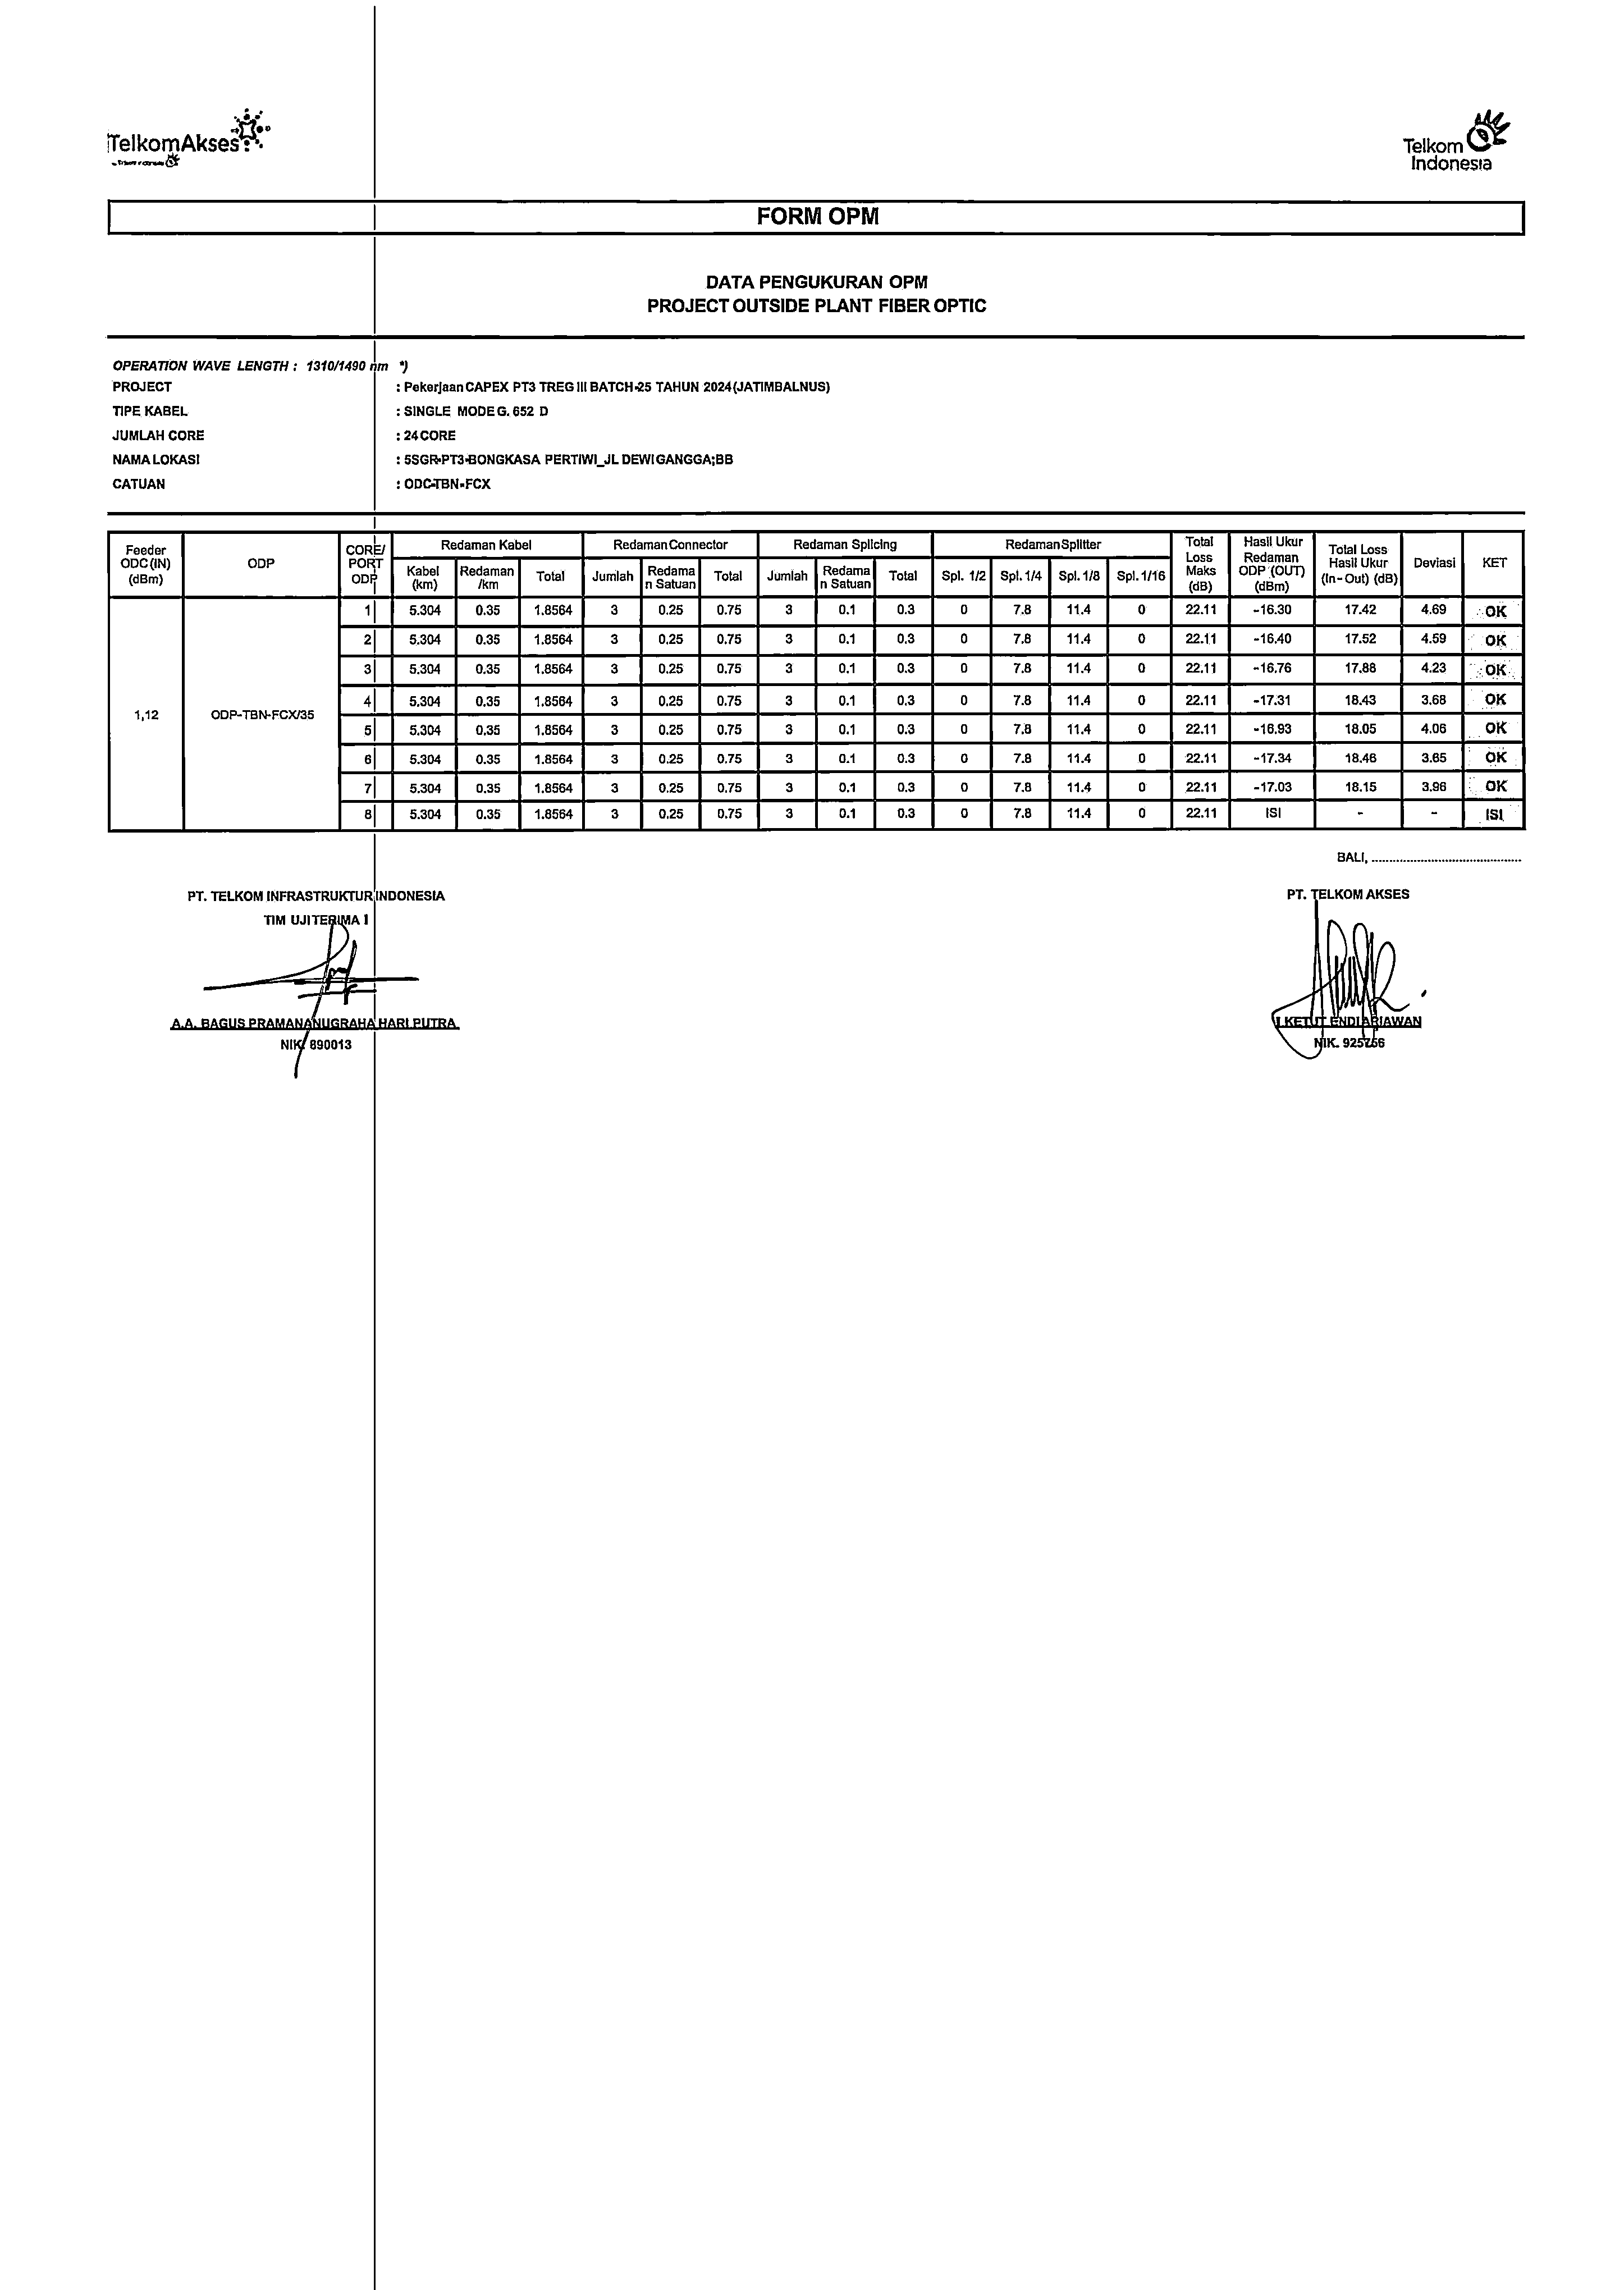 TelkomAkses
Telkom
Indonesia
FORM OPM
DATA PENGUKURAN OPM
PROJECT OUTSIDE PLANT FIBER OPTIC
OPERATION WAVE LENGTH : 1310/1490 nm *)
PROJECT : Pekerjaan CAPEX PT3 TREG III BATCH-25 TAHUN 2024 (JATIMBALNUS)
TIPE KABEL : SINGLE MODE G. 652 D
JUMLAH CORE : 24 CORE
NAMA LOKASI : 5SGR-PT3-BONGKASA PERTIWI_JL DEWI GANGGA;BB
CATUAN : ODC-TBN-FCX
Feeder ODC (IN) (dBm) ODP CORE/ PORT ODP Redaman Kabel Redaman Connector Redaman Splicing Redaman Splitter Total Loss Maks (dB) Hasil Ukur Redaman ODP (OUT) (dBm) Total Loss Hasil Ukur (In - Out) (dB) Deviasi KET
Kabel (km) Redaman /km Total Jumlah Redama n Satuan Total Jumlah Redama n Satuan Total Spl. 1/2 Spl. 1/4 Spl. 1/8 Spl. 1/16
1 5.304 0.35 1.8564 3 0.25 0.75 3 0.1 0.3 0 7.8 11.4 0 22.11 -16.30 17.42 4.69 OK
2 5.304 0.35 1.8564 3 0.25 0.75 3 0.1 0.3 0 7.8 11.4 0 22.11 -16.40 17.52 4.59 OK
3 5.304 0.35 1.8564 3 0.25 0.75 3 0.1 0.3 0 7.8 11.4 0 22.11 -16.76 17.88 4.23 OK
1,12 ODP-TBN-FCX/35 4 5.304 0.35 1.8564 3 0.25 0.75 3 0.1 0.3 0 7.8 11.4 0 22.11 -17.31 18.43 3.68 OK
5 5.304 0.35 1.8564 3 0.25 0.75 3 0.1 0.3 0 7.8 11.4 0 22.11 -16.93 18.05 4.06 OK
6 5.304 0.35 1.8564 3 0.25 0.75 3 0.1 0.3 0 7.8 11.4 0 22.11 -17.34 18.46 3.65 OK
7 5.304 0.35 1.8564 3 0.25 0.75 3 0.1 0.3 0 7.8 11.4 0 22.11 -17.03 18.15 3.96 OK
8 5.304 0.35 1.8564 3 0.25 0.75 3 0.1 0.3 0 7.8 11.4 0 22.11 ISI - - ISI
BALI, ..........................................
PT. TELKOM INFRASTRUKTUR INDONESIA
TIM UJI TERIMA 1
A.A. BAGUS PRAMANANUGRAHA HARI PUTRA
NIK. 890013
PT. TELKOM AKSES
I KETUT ENDI ARIAWAN
NIK. 925766